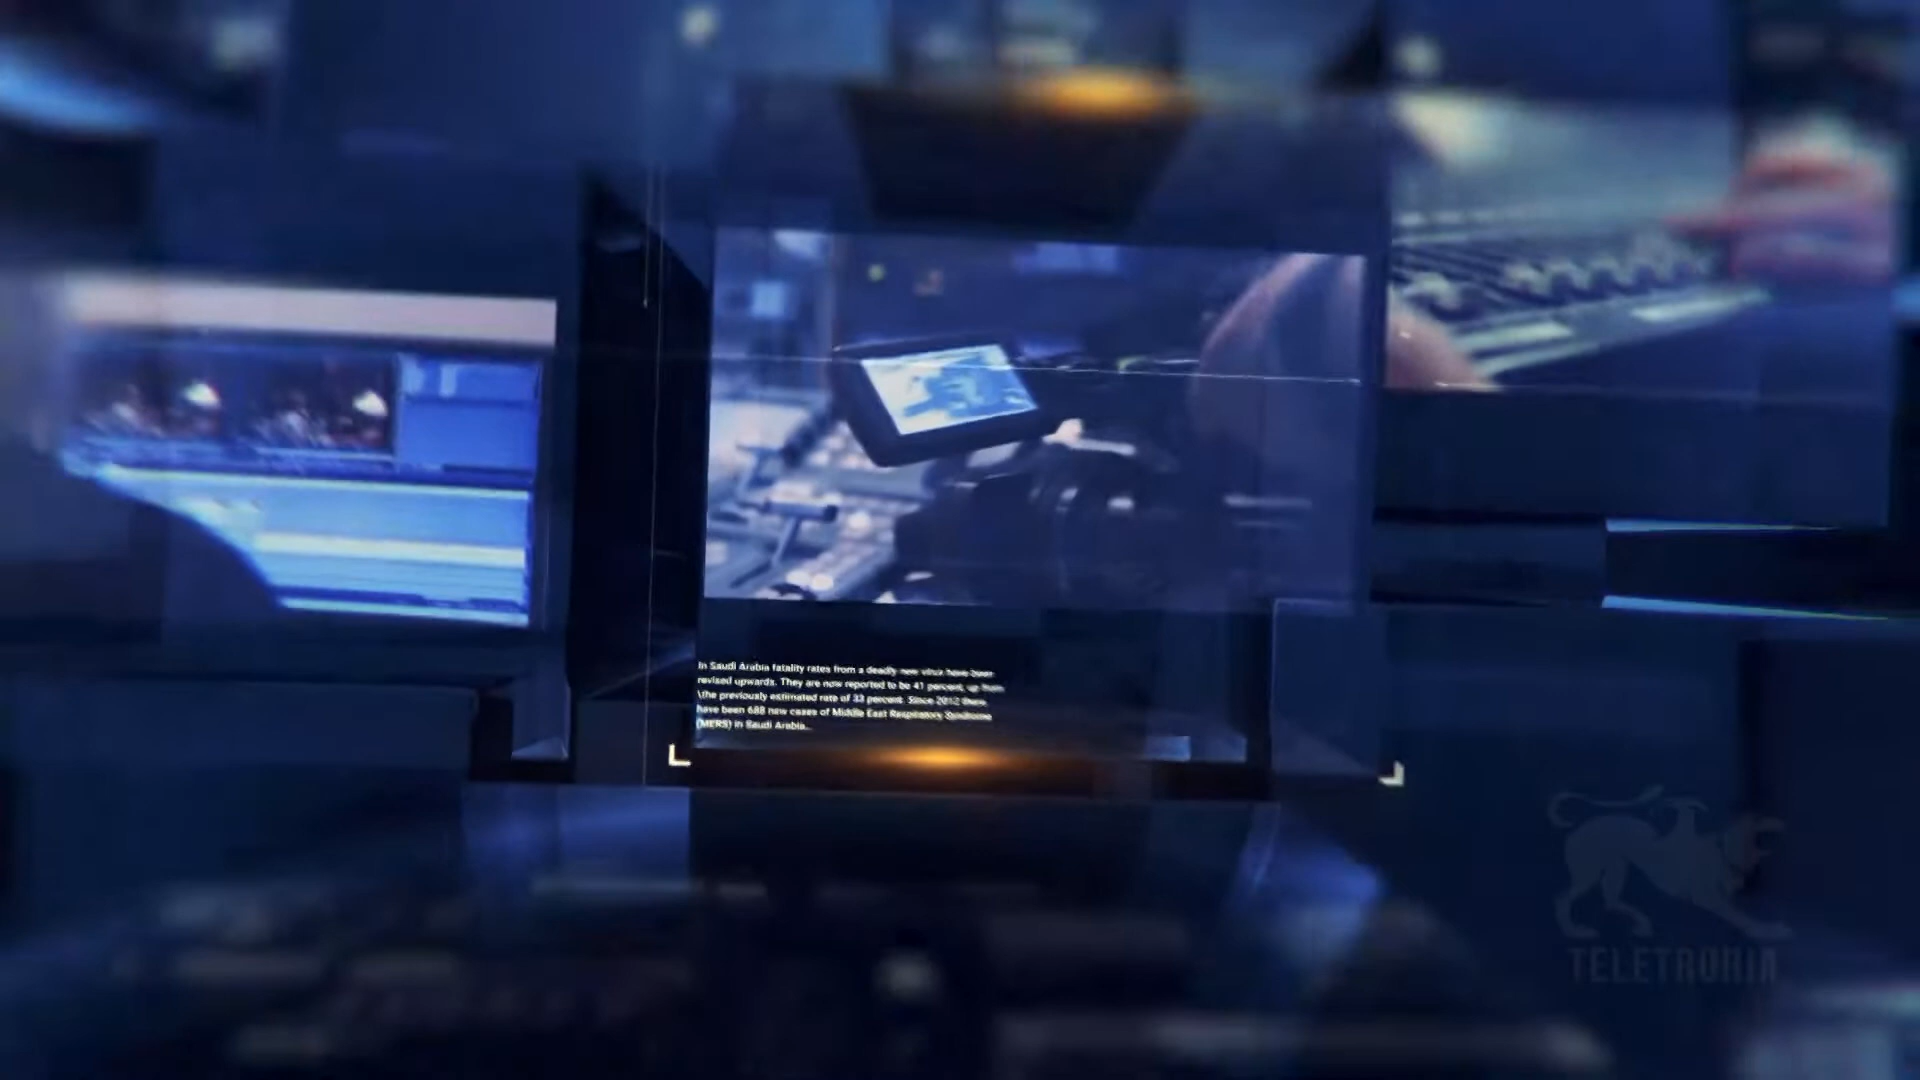 In Saudi Arabia fatality rates from a deadly new virus have been
revised upwards. They are now reported to be 41 percent, up from
\the previously estimated rate of 33 percent. Since 2012 there
have been 688 new cases of Middle East Respiratory Syndrome
(MERS) in Saudi Arabia...
TELETRURIA